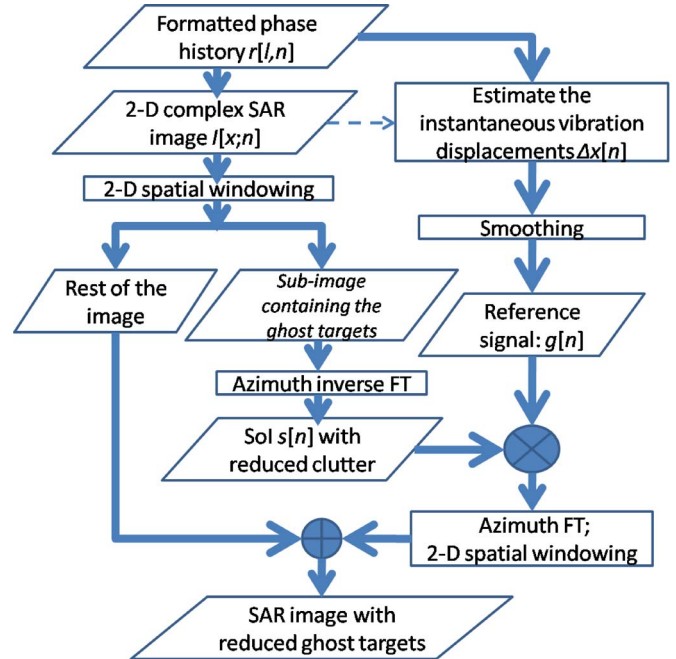 Formatted phase
history r[l,n]
2-D complex SAR
image I[x;n]
Estimate the
instantaneous vibration
displacements Δx[n]
2-D spatial windowing
Smoothing
Rest of the
image
Sub-image
containing the
ghost targets
Reference
signal: g[n]
Azimuth inverse FT
SoI s[n] with
reduced clutter
Azimuth FT;
2-D spatial windowing
SAR image with
reduced ghost targets